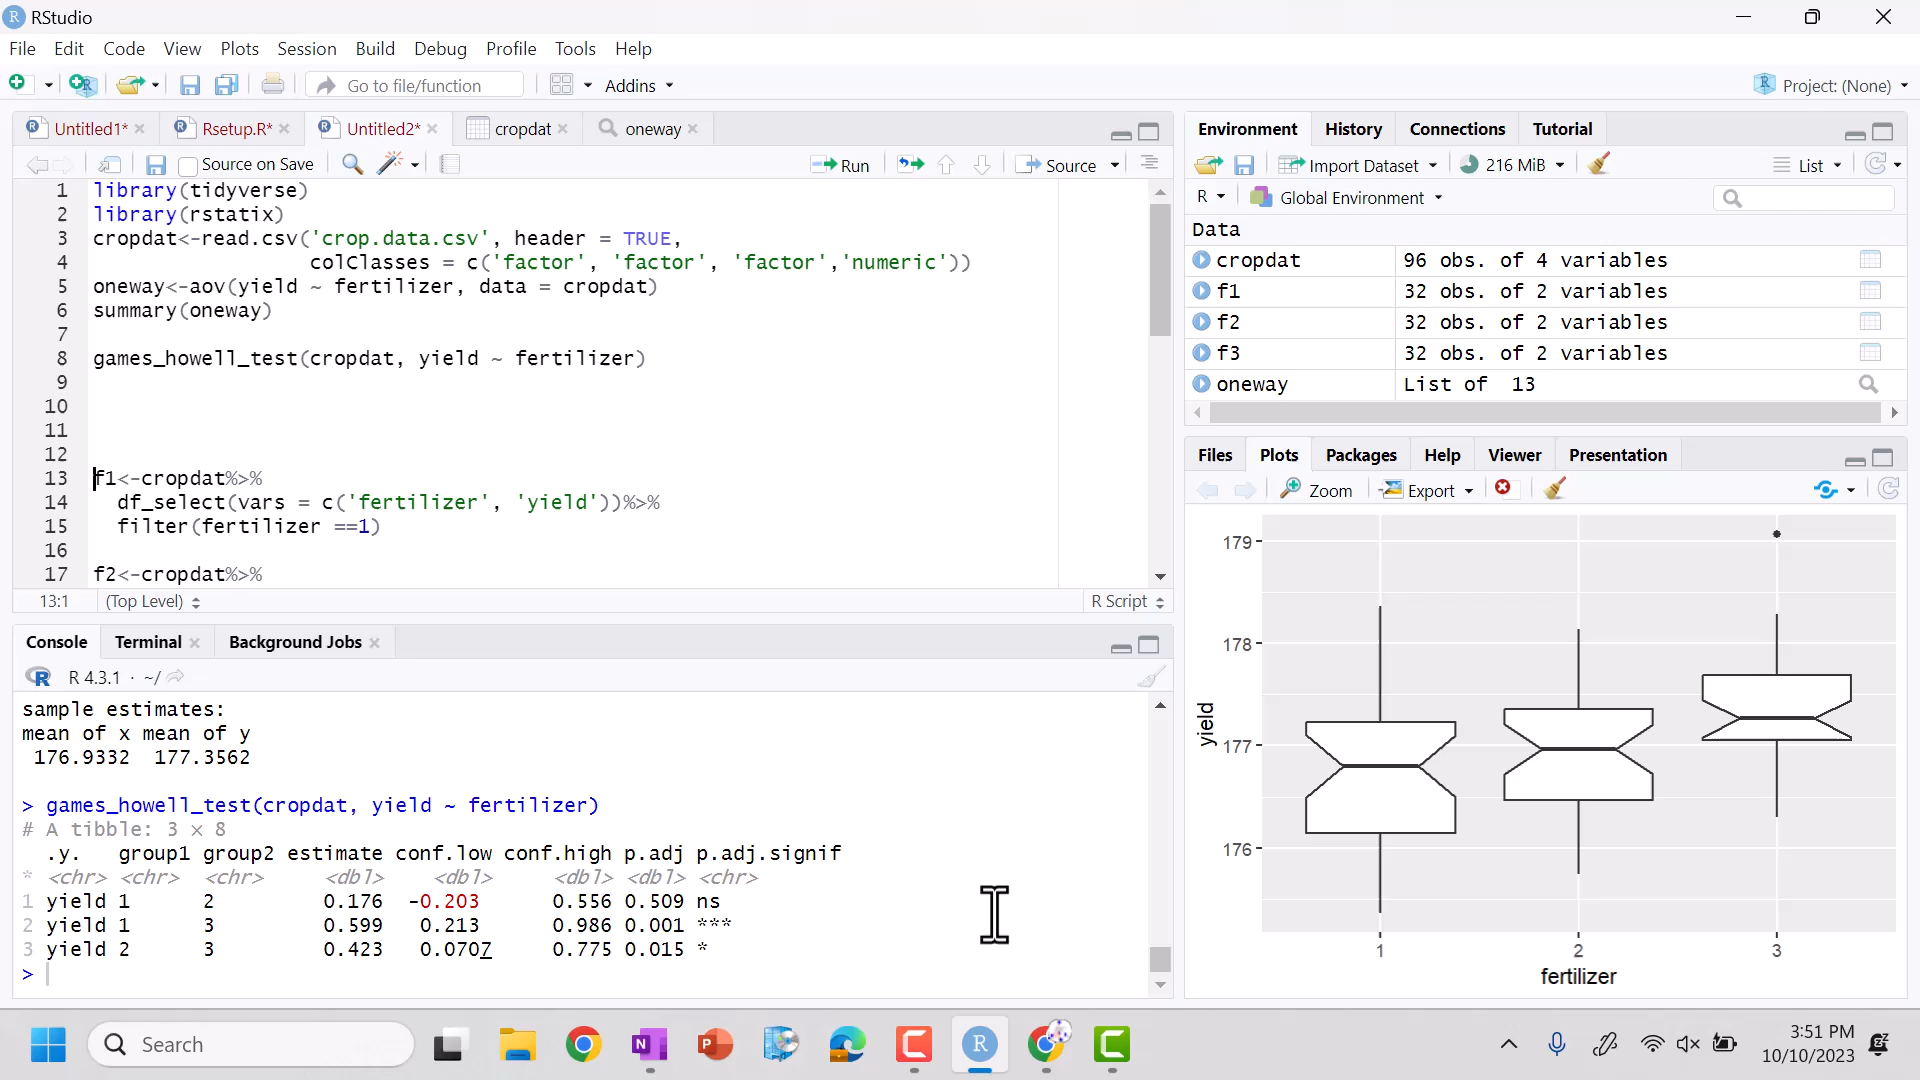 RStudio
File Edit Code View Plots Session Build Debug Profile Tools Help
Go to file/function Addins Project: (None)
Untitled1* Rsetup.R* Untitled2* cropdat oneway
Source on Save Run Source
1 library(tidyverse)
2 library(rstatix)
3 cropdat<-read.csv('crop.data.csv', header = TRUE,
4 colClasses = c('factor', 'factor', 'factor','numeric'))
5 oneway<-aov(yield ~ fertilizer, data = cropdat)
6 summary(oneway)
7
8 games_howell_test(cropdat, yield ~ fertilizer)
9
10
11
12
13 f1<-cropdat%>%
14 df_select(vars = c('fertilizer', 'yield'))%>%
15 filter(fertilizer ==1)
16
17 f2<-cropdat%>%
13:1 (Top Level) R Script
Console Terminal Background Jobs
R 4.3.1 · ~/
sample estimates:
mean of x mean of y
176.9332 177.3562
> games_howell_test(cropdat, yield ~ fertilizer)
# A tibble: 3 × 8
.y. group1 group2 estimate conf.low conf.high p.adj p.adj.signif
* <chr> <chr> <chr> <dbl> <dbl> <dbl> <dbl> <chr>
1 yield 1 2 0.176 -0.203 0.556 0.509 ns
2 yield 1 3 0.599 0.213 0.986 0.001 ***
3 yield 2 3 0.423 0.0707 0.775 0.015 *
>
Environment History Connections Tutorial
Import Dataset 216 MiB List
R Global Environment
Data
cropdat 96 obs. of 4 variables
f1 32 obs. of 2 variables
f2 32 obs. of 2 variables
f3 32 obs. of 2 variables
oneway List of 13
Files Plots Packages Help Viewer Presentation
Zoom Export
179
178
177
176
yield
1 2 3
fertilizer
Search
3:51 PM
10/10/2023